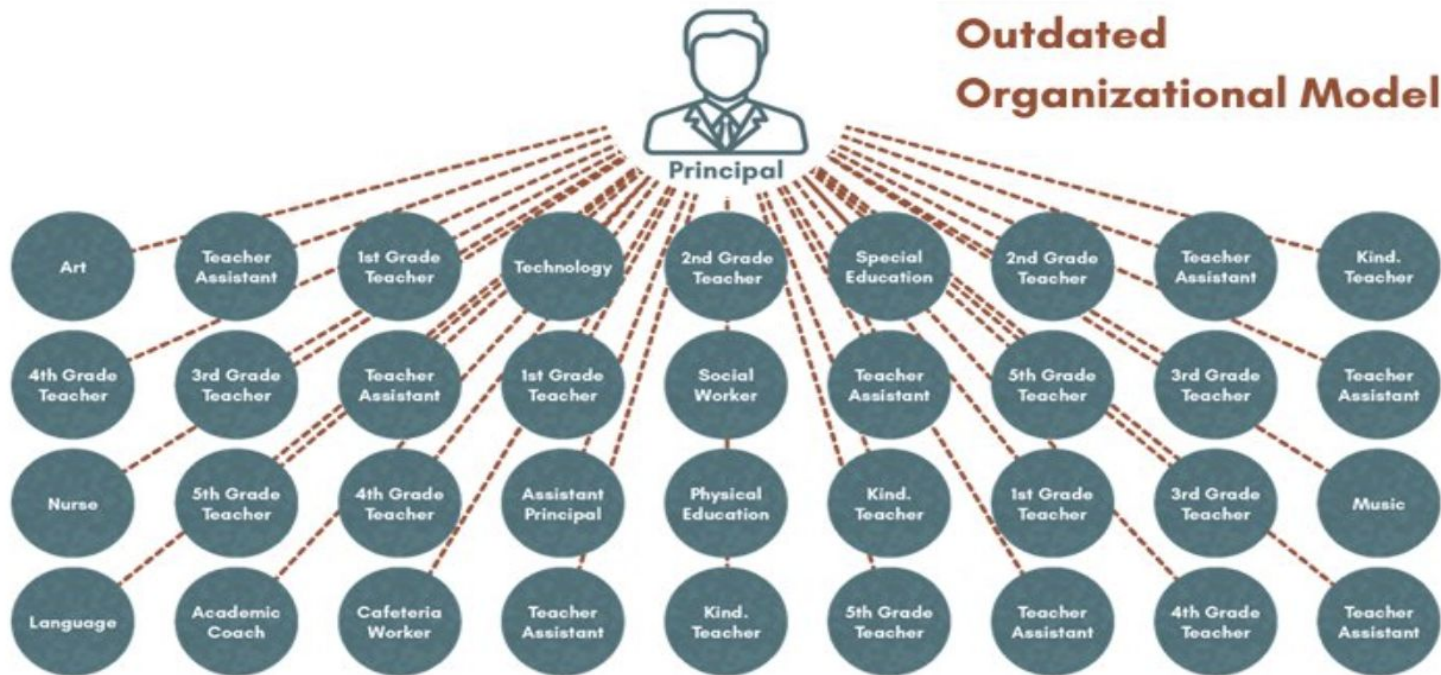 Outdated
Organizational Model
Principal
Art
Teacher
Assistant
1st Grade
Teacher
Technology
2nd Grade
Teacher
Special
Education
2nd Grade
Teacher
Teacher
Assistant
Kind.
Teacher
4th Grade
Teacher
3rd Grade
Teacher
Teacher
Assistant
1st Grade
Teacher
Social
Worker
Teacher
Assistant
5th Grade
Teacher
3rd Grade
Teacher
Teacher
Assistant
Nurse
5th Grade
Teacher
4th Grade
Teacher
Assistant
Principal
Physical
Education
Kind.
Teacher
1st Grade
Teacher
3rd Grade
Teacher
Music
Language
Academic
Coach
Cafeteria
Worker
Teacher
Assistant
Kind.
Teacher
5th Grade
Teacher
Teacher
Assistant
4th Grade
Teacher
Teacher
Assistant